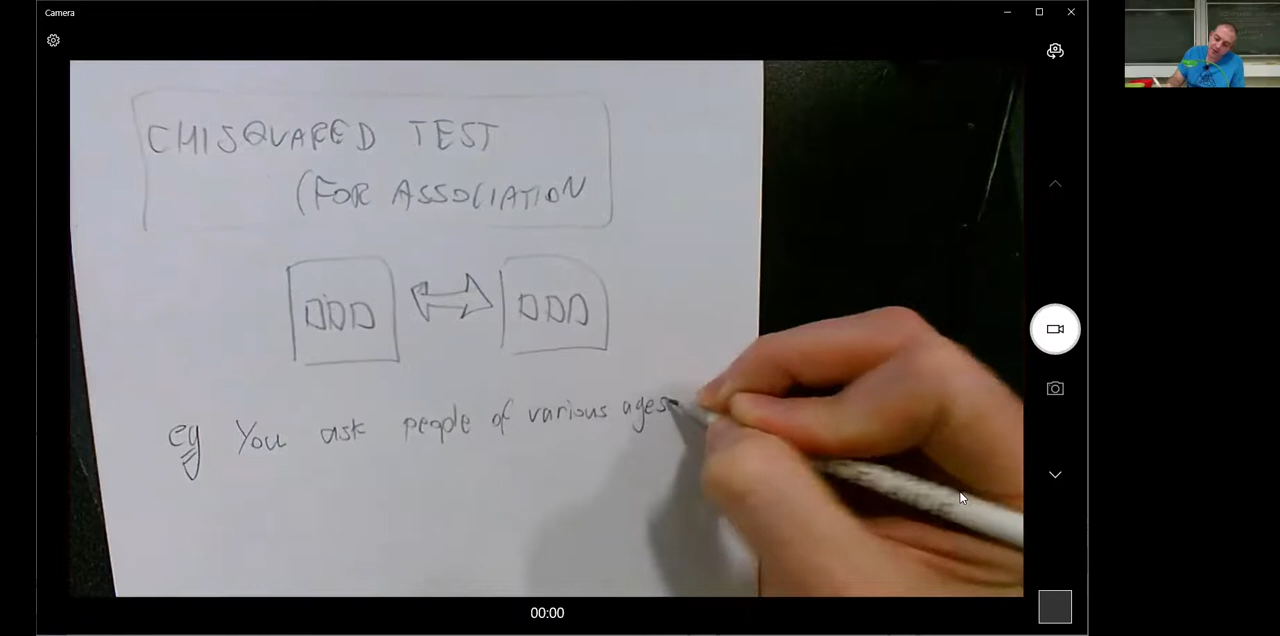 Camera
CHISQUARED TEST
(FOR ASSOCIATION
DDD DDD
eg You ask people of various ages
00:00